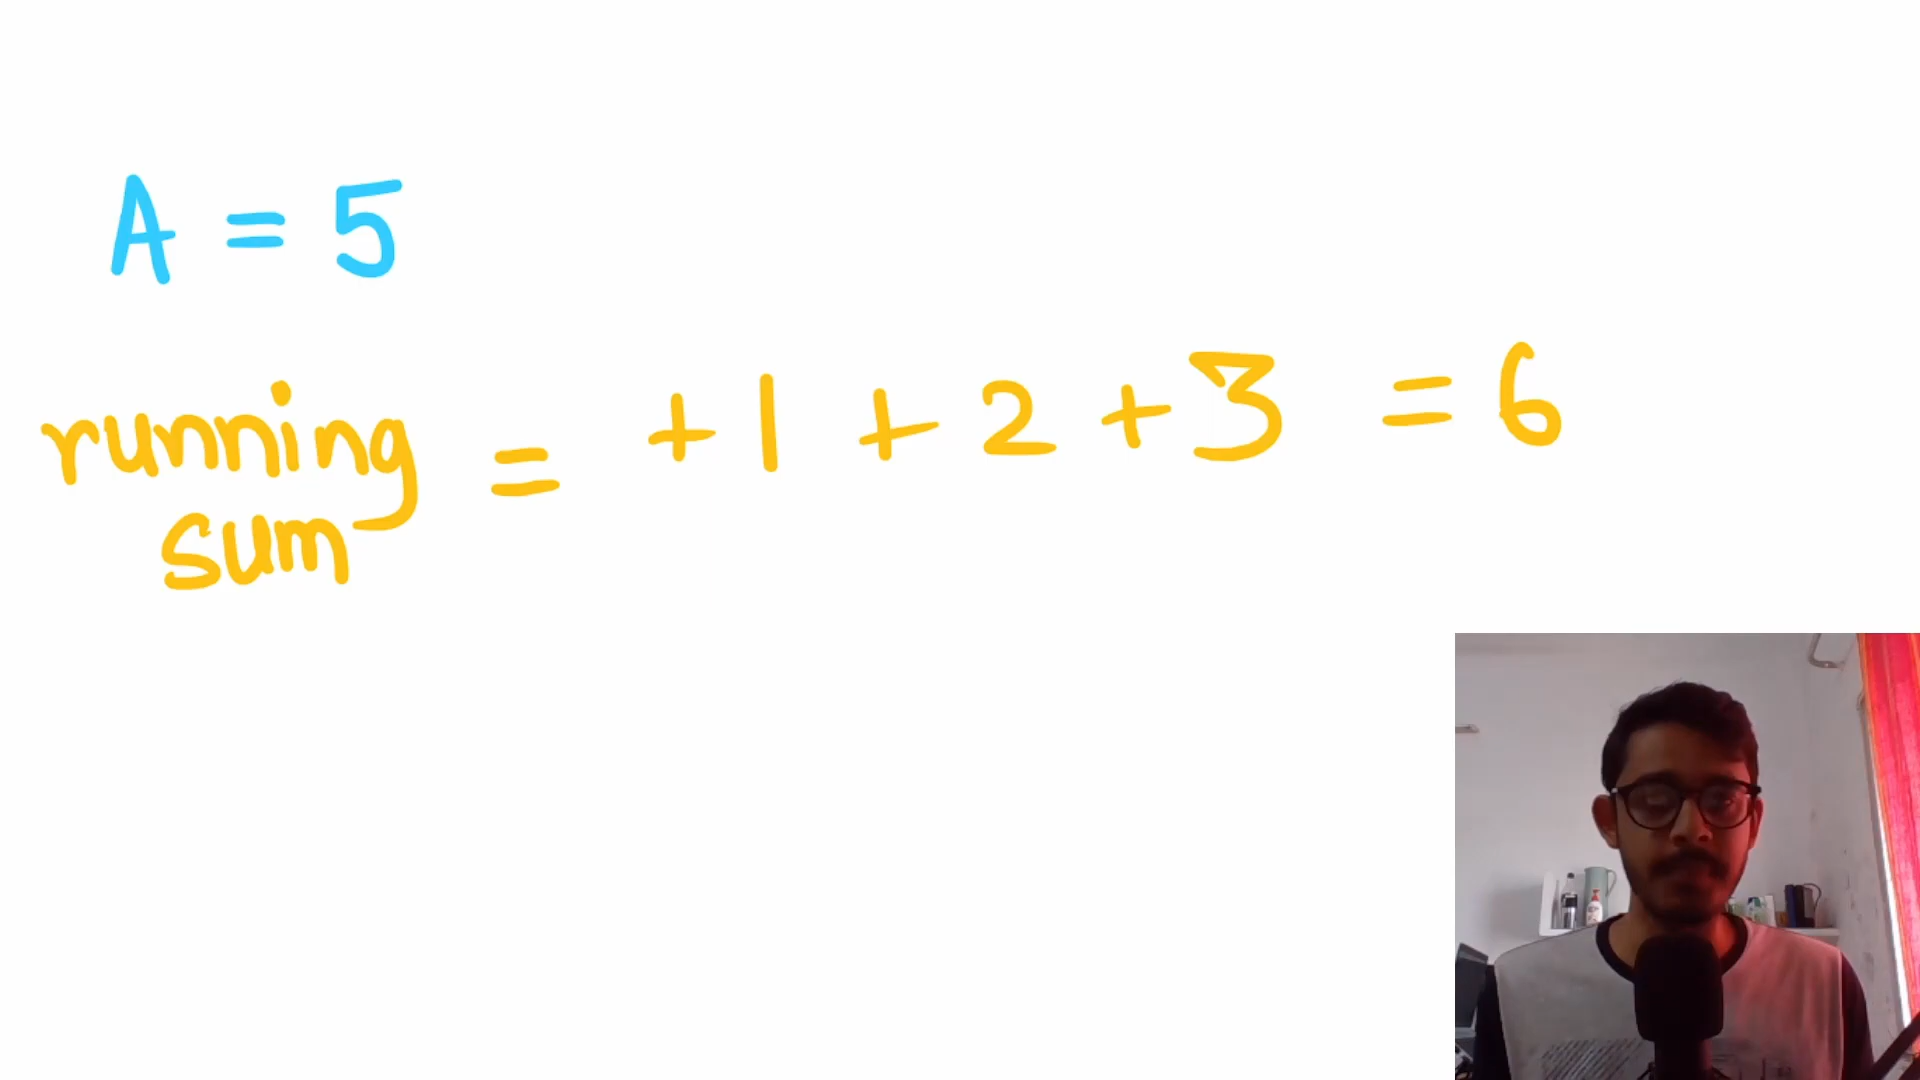 A = 5
running sum = +1 + 2 + 3 = 6